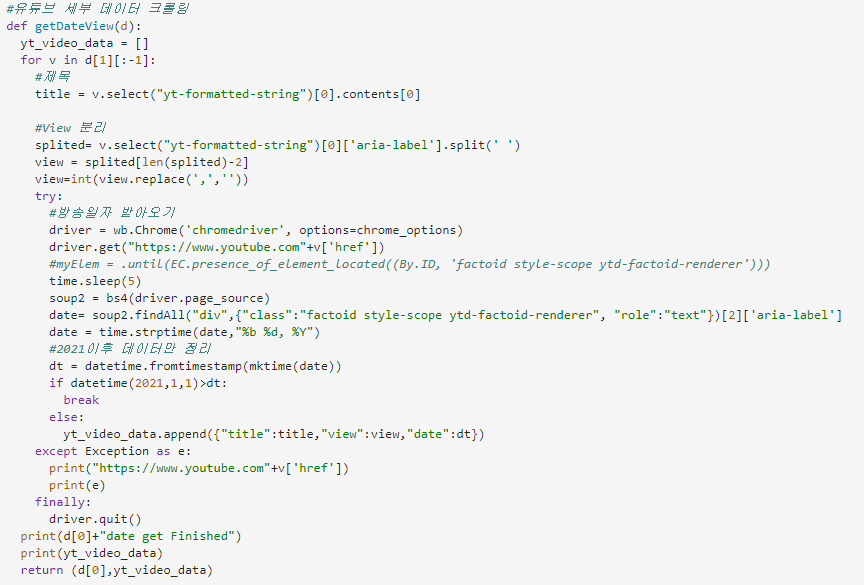 #유튜브 세부 데이터 크롤링
def getDateView(d):
  yt_video_data = []
  for v in d[1][:-1]:
    #제목
    title = v.select("yt-formatted-string")[0].contents[0]

    #View 분리
    splited= v.select("yt-formatted-string")[0]['aria-label'].split(' ')
    view = splited[len(splited)-2]
    view=int(view.replace(',',''))
    try:
      #방송일자 받아오기
      driver = wb.Chrome('chromedriver', options=chrome_options)
      driver.get("https://www.youtube.com"+v['href'])
      #myElem = .until(EC.presence_of_element_located((By.ID, 'factoid style-scope ytd-factoid-renderer')))
      time.sleep(5)
      soup2 = bs4(driver.page_source)
      date= soup2.findAll("div",{"class":"factoid style-scope ytd-factoid-renderer", "role":"text"})[2]['aria-label']
      date = time.strptime(date,"%b %d, %Y")
      #2021이후 데이터만 정리
      dt = datetime.fromtimestamp(mktime(date))
      if datetime(2021,1,1)>dt:
        break
      else:
        yt_video_data.append({"title":title,"view":view,"date":dt})
    except Exception as e:
      print("https://www.youtube.com"+v['href'])
      print(e)
    finally:
      driver.quit()
  print(d[0]+"date get Finished")
  print(yt_video_data)
  return (d[0],yt_video_data)